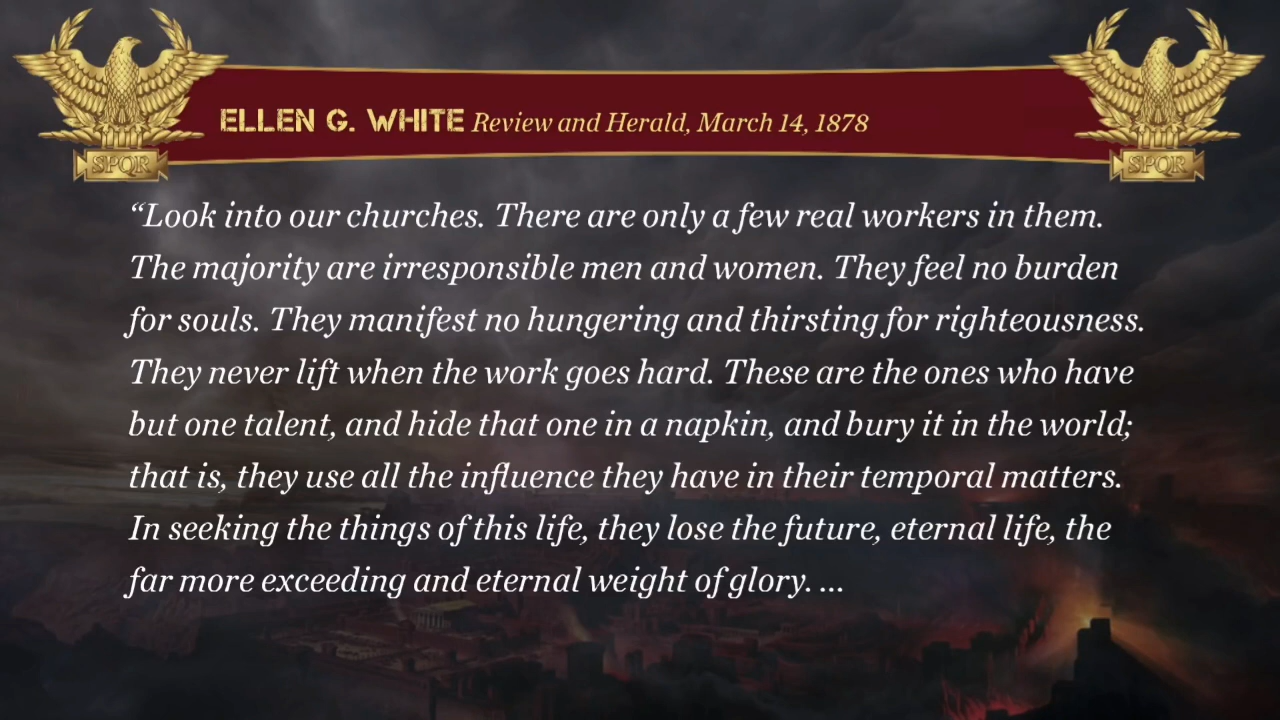 ELLEN G. WHITE Review and Herald, March 14, 1878
SPQR
SPQR
“Look into our churches. There are only a few real workers in them.
The majority are irresponsible men and women. They feel no burden
for souls. They manifest no hungering and thirsting for righteousness.
They never lift when the work goes hard. These are the ones who have
but one talent, and hide that one in a napkin, and bury it in the world;
that is, they use all the influence they have in their temporal matters.
In seeking the things of this life, they lose the future, eternal life, the
far more exceeding and eternal weight of glory. ...